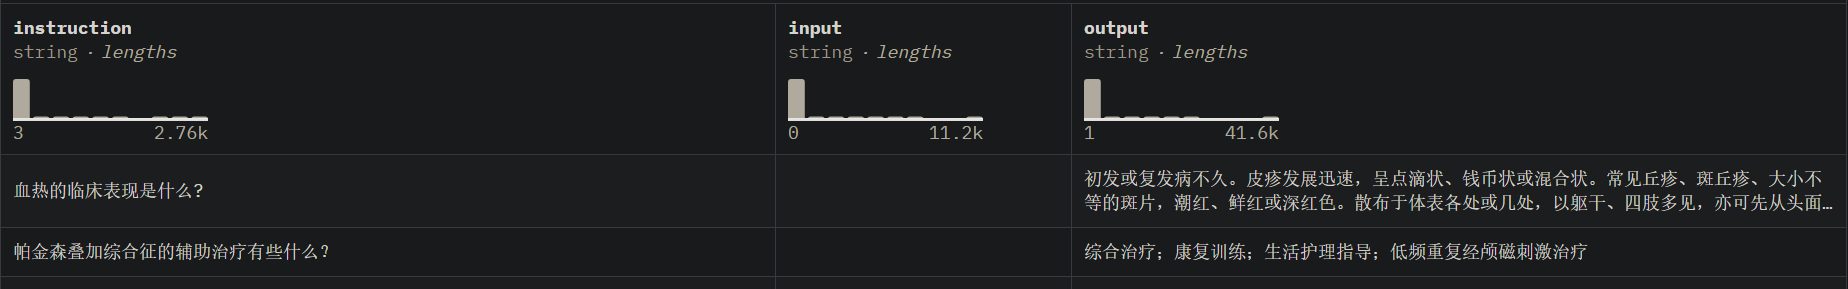 instruction
string · lengths
3
2.76k
input
string · lengths
0
11.2k
output
string · lengths
1
41.6k
血热的临床表现是什么?
初发或复发病不久。皮疹发展迅速，呈点滴状、钱币状或混合状。常见丘疹、斑丘疹、大小不
等的斑片，潮红、鲜红或深红色。散布于体表各处或几处，以躯干、四肢多见，亦可先从头面…
帕金森叠加综合征的辅助治疗有些什么?
综合治疗；康复训练；生活护理指导；低频重复经颅磁刺激治疗